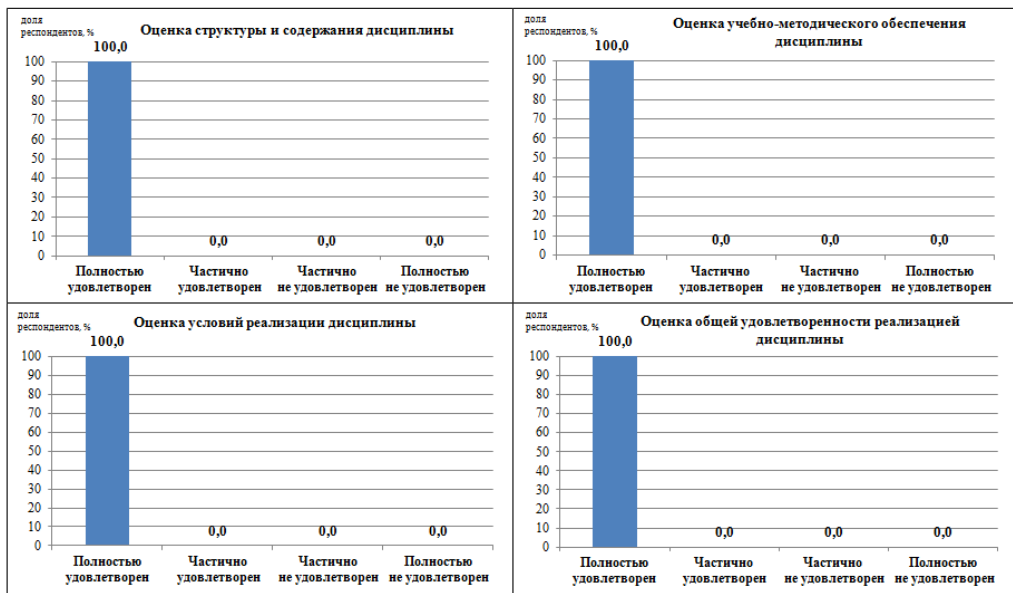 доля
респондентов, %
Оценка структуры и содержания дисциплины
100,0
100
90
80
70
60
50
40
30
20
10
0
0,0 0,0 0,0
Полностью удовлетворен
Частично удовлетворен
Частично не удовлетворен
Полностью не удовлетворен
доля
респондентов, %
Оценка учебно-методического обеспечения
дисциплины
100,0
100
90
80
70
60
50
40
30
20
10
0
0,0 0,0 0,0
Полностью удовлетворен
Частично удовлетворен
Частично не удовлетворен
Полностью не удовлетворен
доля
респондентов, %
Оценка условий реализации дисциплины
100,0
100
90
80
70
60
50
40
30
20
10
0
0,0 0,0 0,0
Полностью удовлетворен
Частично удовлетворен
Частично не удовлетворен
Полностью не удовлетворен
доля
респондентов, %
Оценка общей удовлетворенности реализацией
дисциплины
100,0
100
90
80
70
60
50
40
30
20
10
0
0,0 0,0 0,0
Полностью удовлетворен
Частично удовлетворен
Частично не удовлетворен
Полностью не удовлетворен